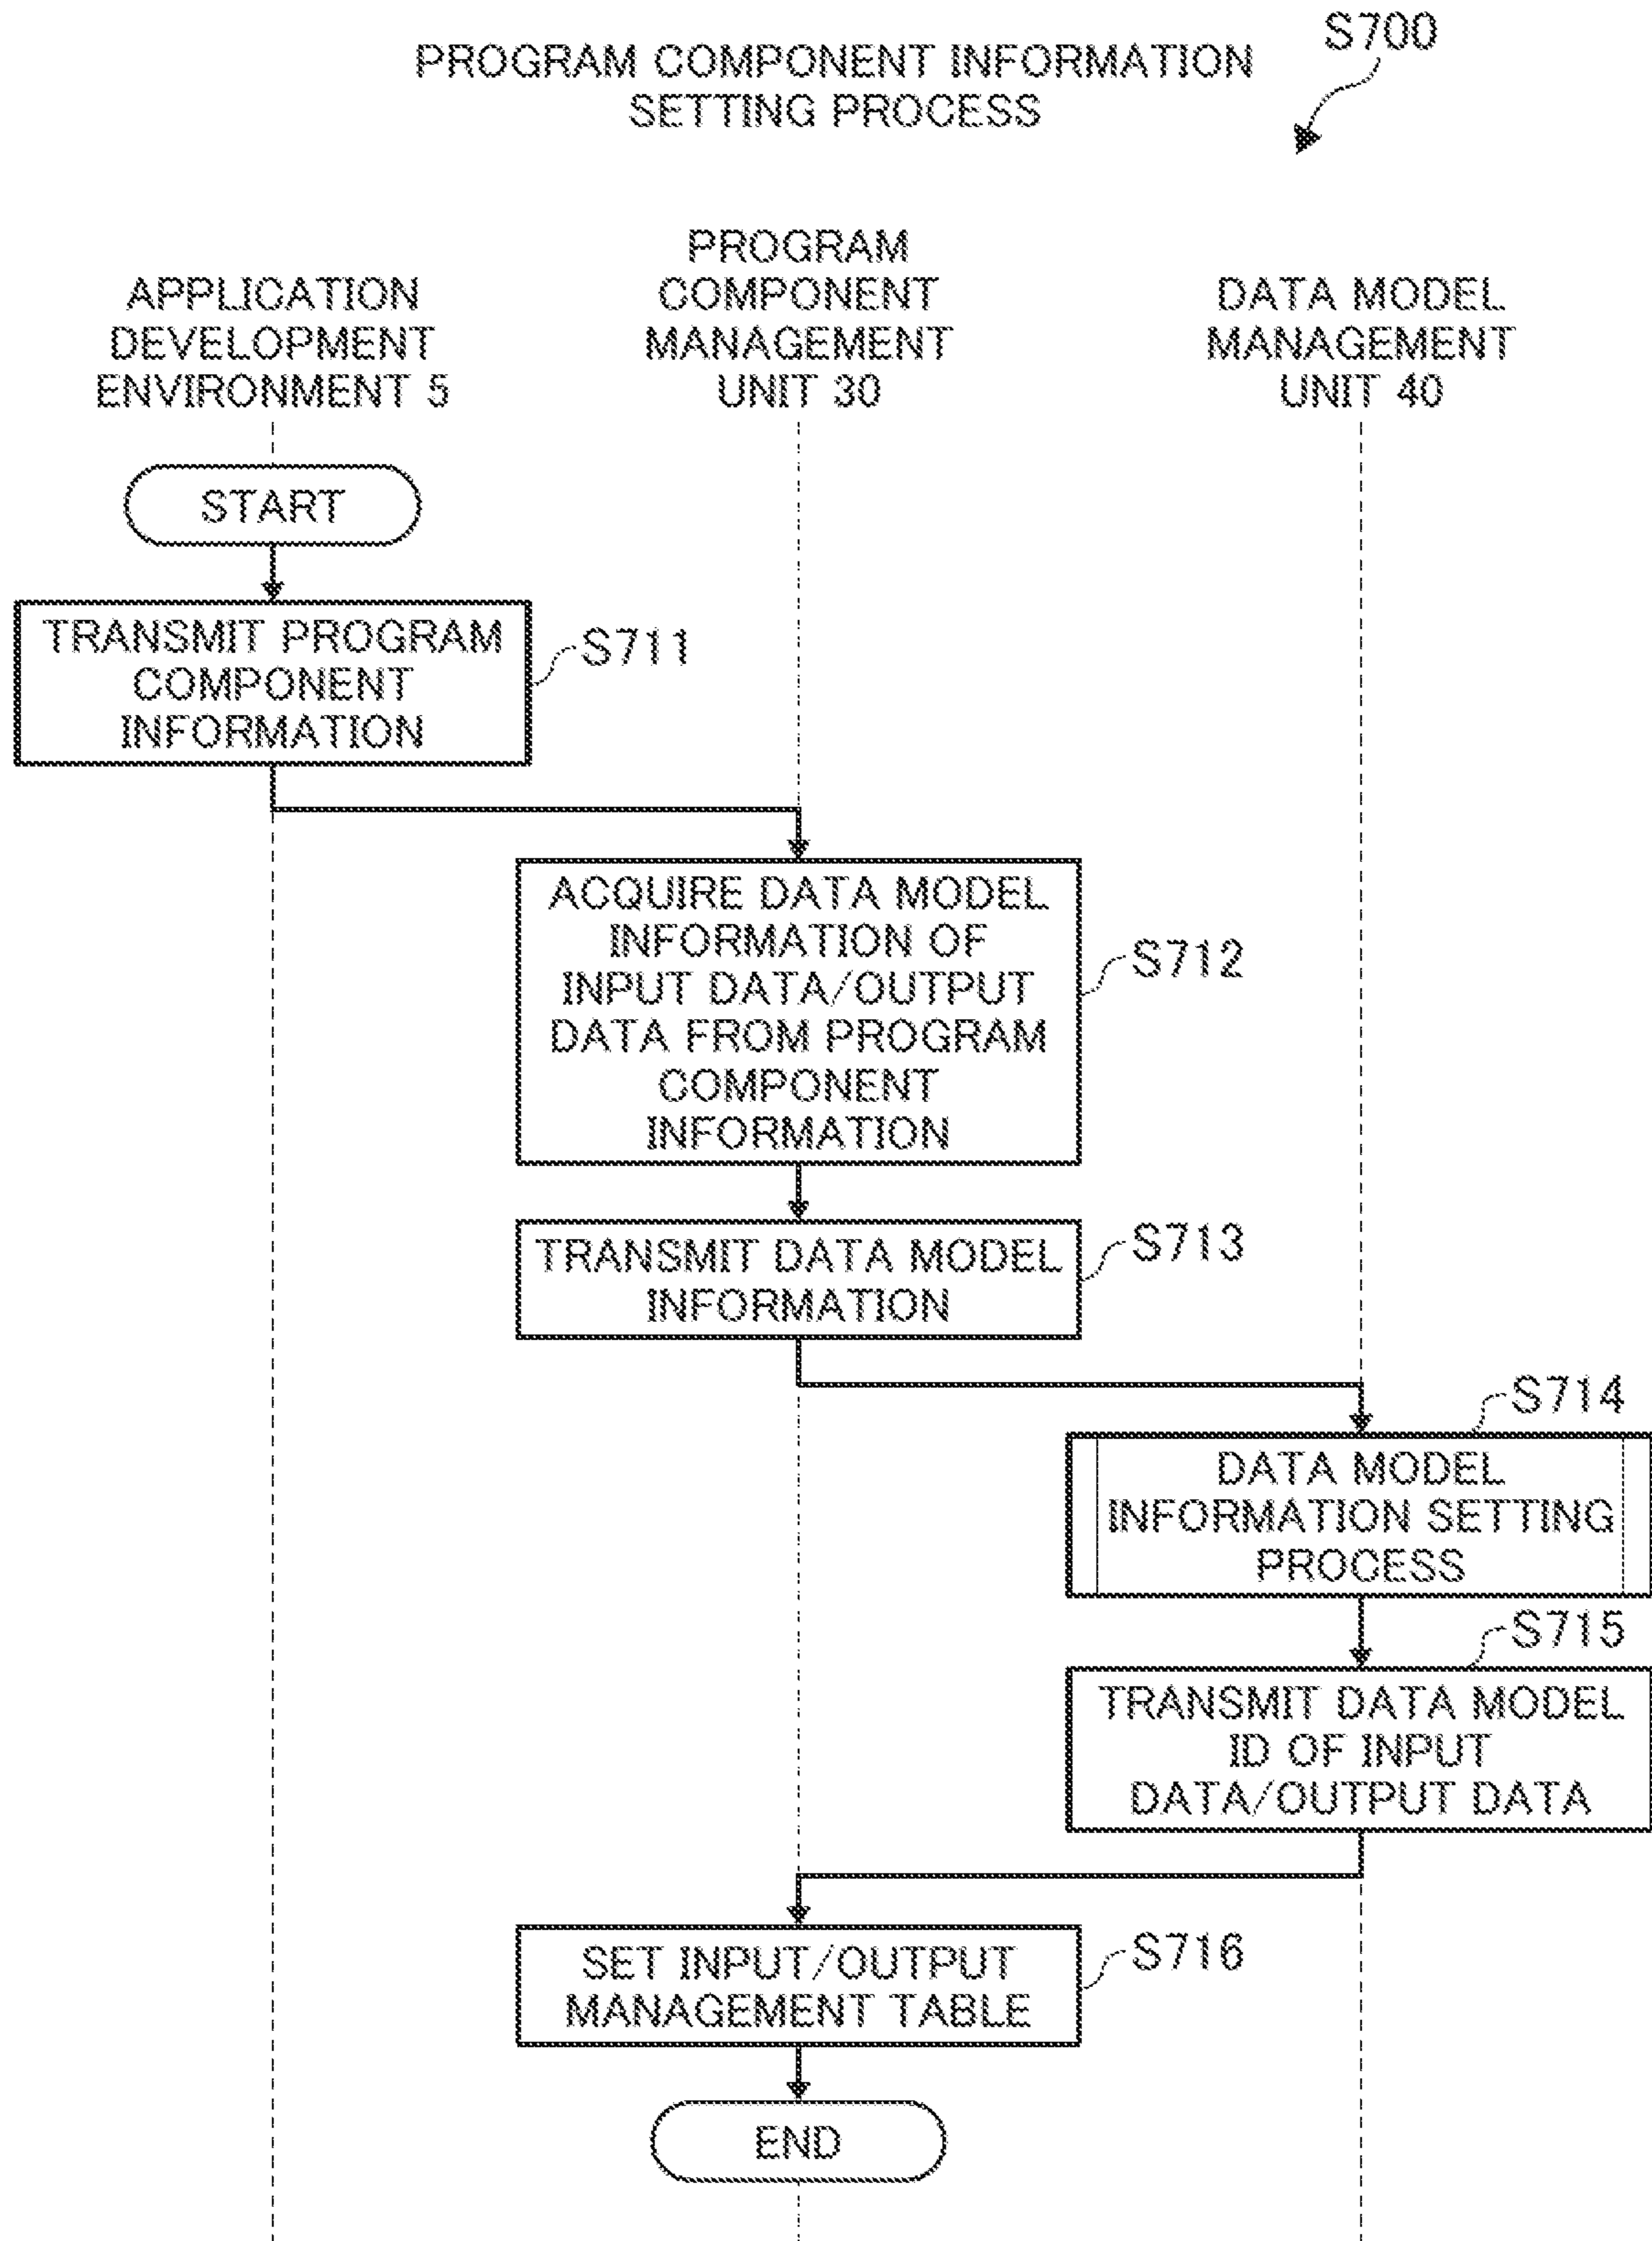 S700
PROGRAM COMPONENT INFORMATION
SETTING PROCESS
APPLICATION
DEVELOPMENT
ENVIRONMENT 5
PROGRAM
COMPONENT
MANAGEMENT
UNIT 30
DATA MODEL
MANAGEMENT
UNIT 40
START
TRANSMIT PROGRAM
COMPONENT
INFORMATION
S711
ACQUIRE DATA MODEL
INFORMATION OF
INPUT DATA/OUTPUT
DATA FROM PROGRAM
COMPONENT
INFORMATION
S712
TRANSMIT DATA MODEL
INFORMATION
S713
S714
DATA MODEL
INFORMATION SETTING
PROCESS
S715
TRANSMIT DATA MODEL
ID OF INPUT
DATA/OUTPUT DATA
SET INPUT/OUTPUT
MANAGEMENT TABLE
S716
END